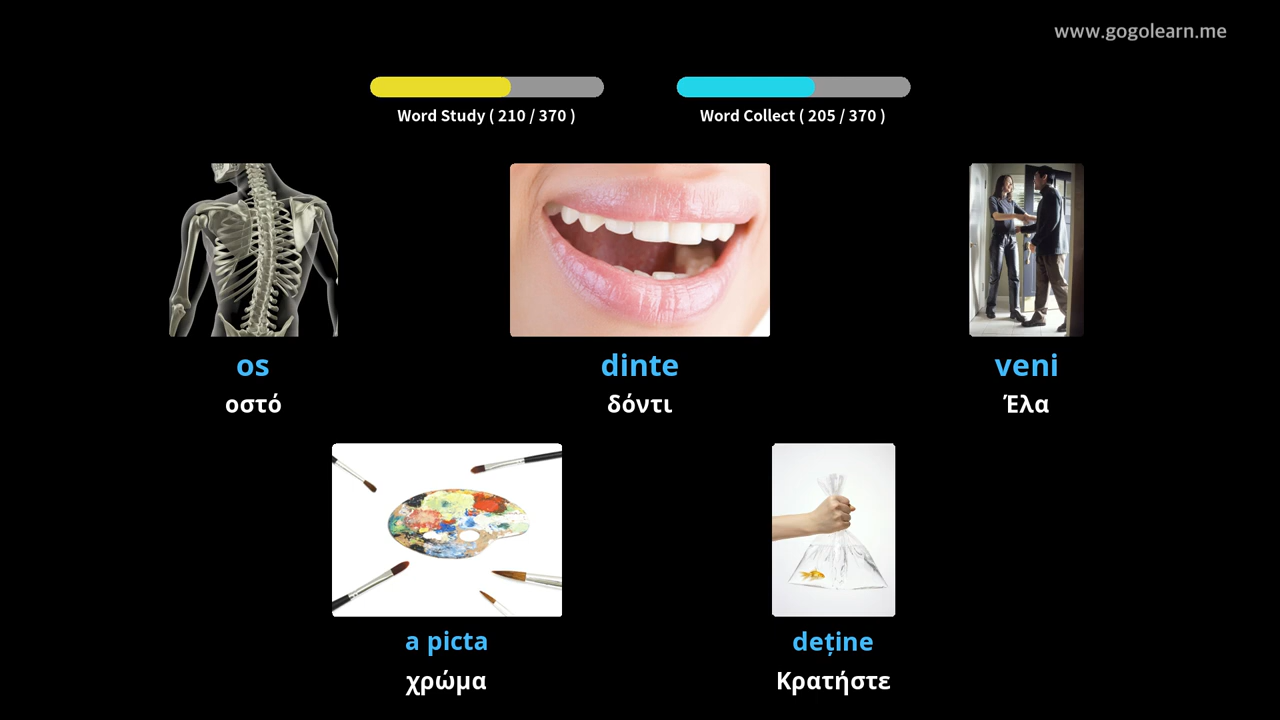 www.gogolearn.me
Word Study ( 210 / 370 )
Word Collect ( 205 / 370 )
os
οστό
dinte
δόντι
veni
Έλα
a picta
χρώμα
deține
Κρατήστε